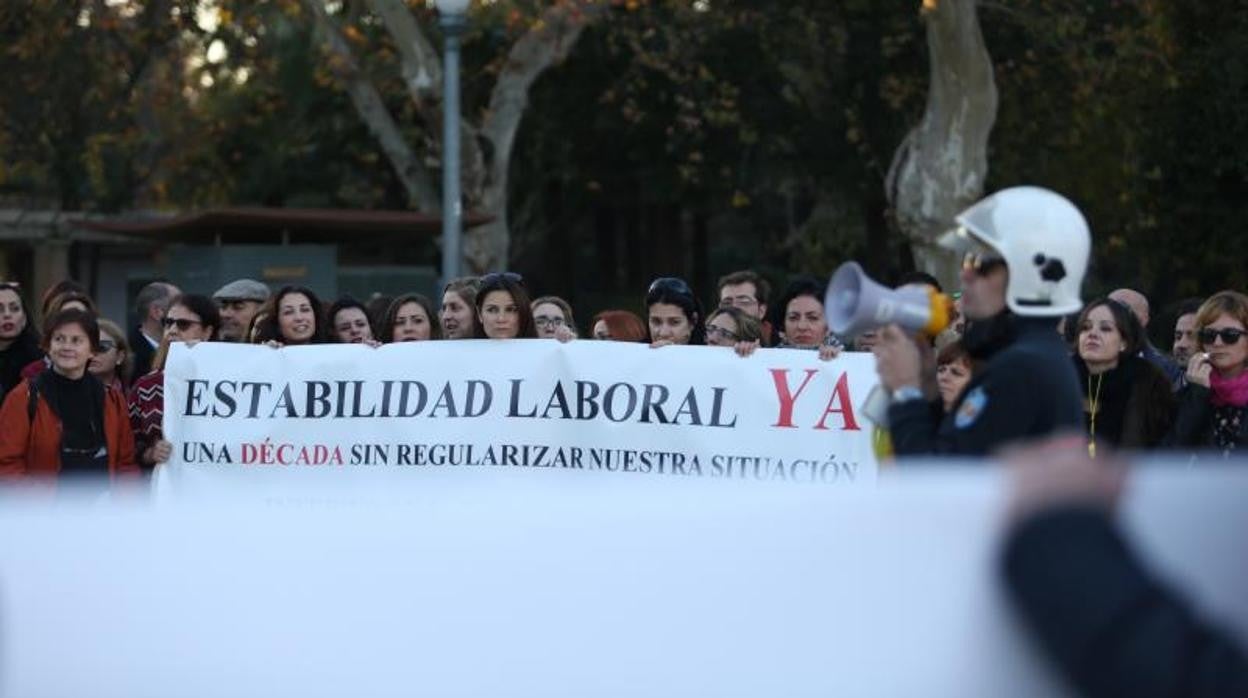 ESTABILIDAD LABORAL YA
UNA DÉCADA SIN REGULARIZAR NUESTRA SITUACIÓN